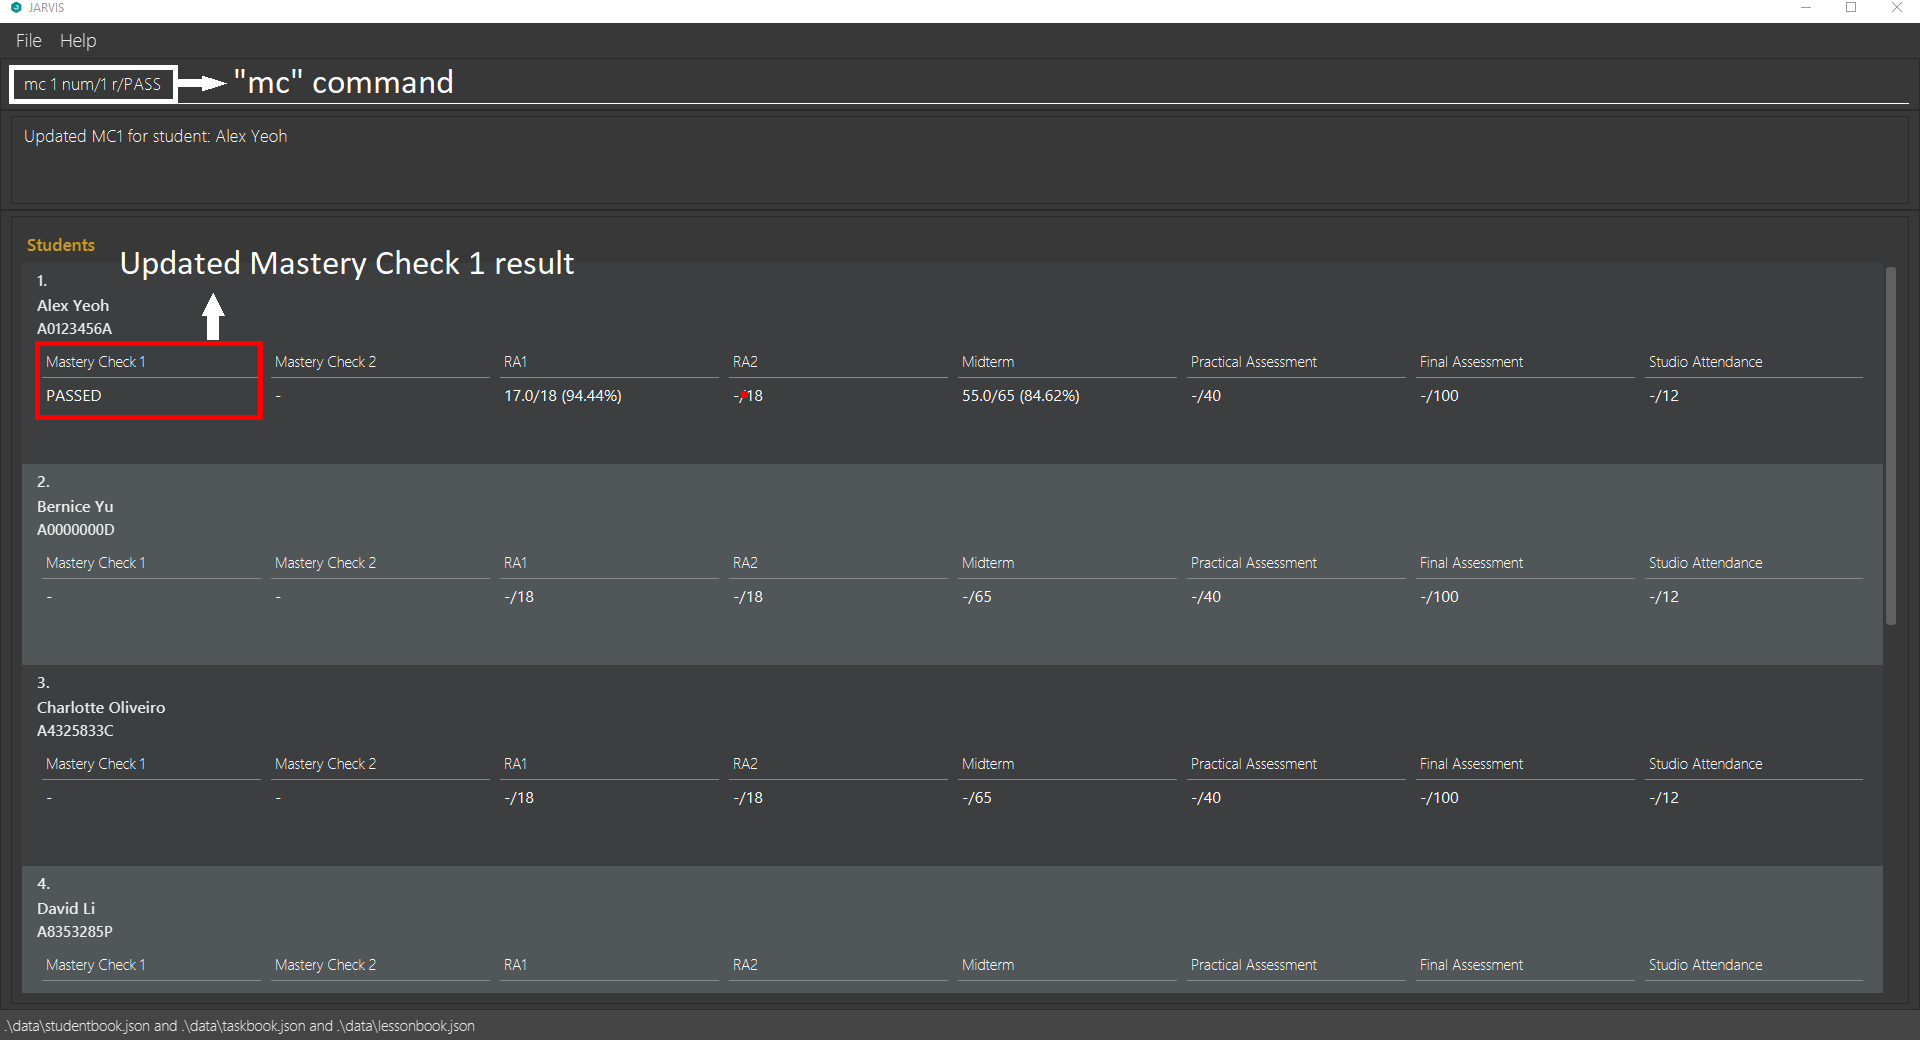 JARVIS
File Help
mc 1 num/1 r/PASS "mc" command
Updated MC1 for student: Alex Yeoh
Students
Updated Mastery Check 1 result
1.
Alex Yeoh
A0123456A
Mastery Check 1 Mastery Check 2 RA1 RA2 Midterm Practical Assessment Final Assessment Studio Attendance
PASSED - 17.0/18 (94.44%) -/18 55.0/65 (84.62%) -/40 -/100 -/12
2.
Bernice Yu
A0000000D
Mastery Check 1 Mastery Check 2 RA1 RA2 Midterm Practical Assessment Final Assessment Studio Attendance
- - -/18 -/18 -/65 -/40 -/100 -/12
3.
Charlotte Oliveiro
A4325833C
Mastery Check 1 Mastery Check 2 RA1 RA2 Midterm Practical Assessment Final Assessment Studio Attendance
- - -/18 -/18 -/65 -/40 -/100 -/12
4.
David Li
A8353285P
Mastery Check 1 Mastery Check 2 RA1 RA2 Midterm Practical Assessment Final Assessment Studio Attendance
.\data\studentbook.json and .\data\taskbook.json and .\data\lessonbook.json